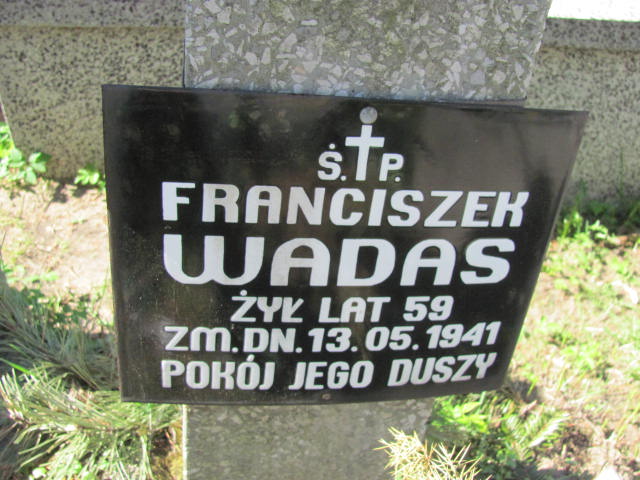 Ś.†P.
FRANCISZEK
WADAS
ŻYŁ LAT 59
ZM. DN. 13.05.1941
POKÓJ JEGO DUSZY